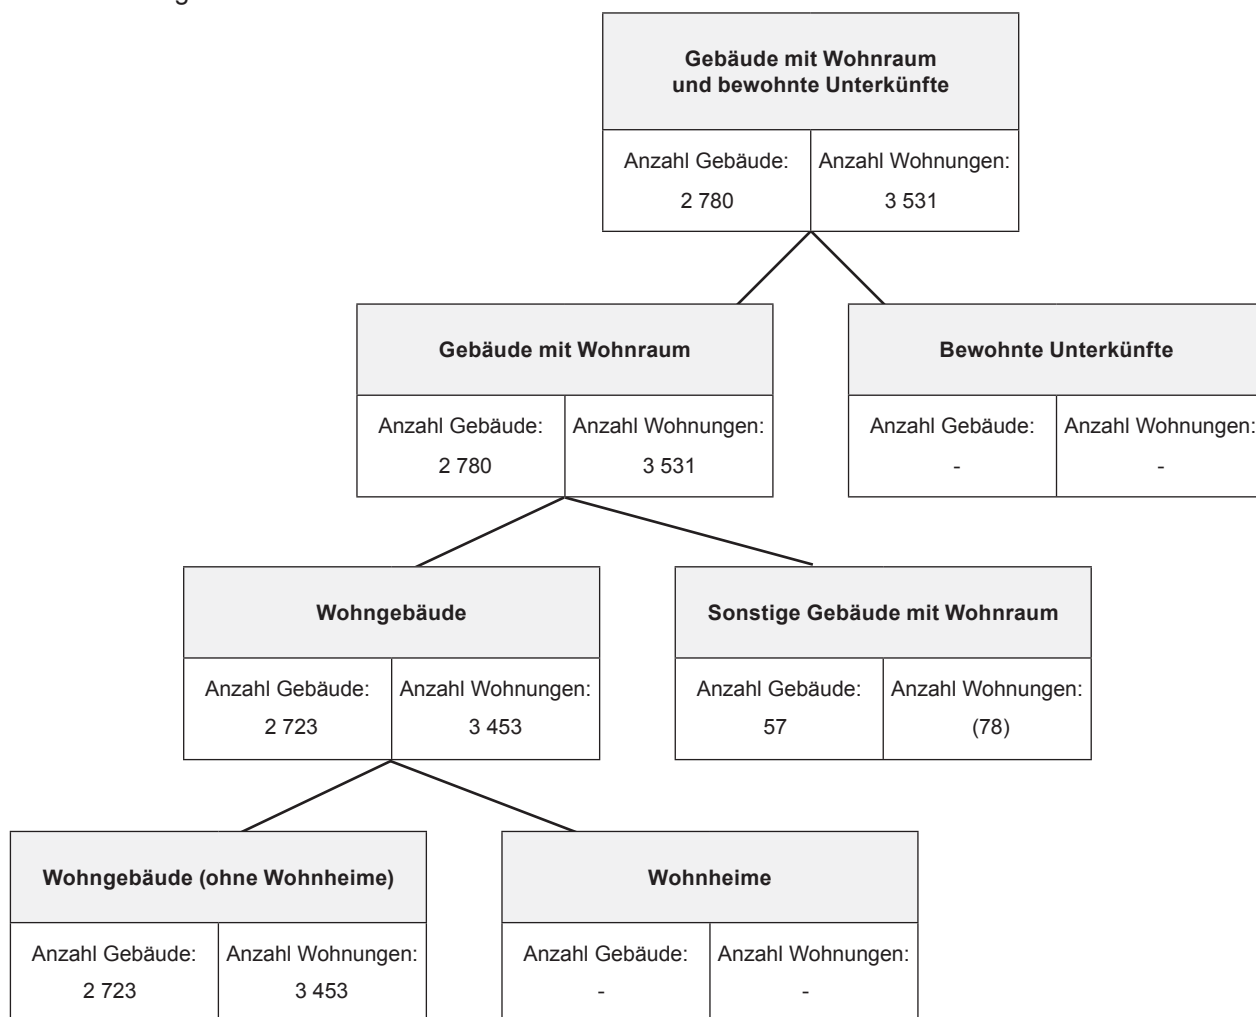 Gebäude mit Wohnraum
und bewohnte Unterkünfte
Anzahl Gebäude: Anzahl Wohnungen:
2 780 3 531
Gebäude mit Wohnraum
Bewohnte Unterkünfte
Anzahl Gebäude: Anzahl Wohnungen:
2 780 3 531
Anzahl Gebäude: Anzahl Wohnungen:
- -
Wohngebäude
Sonstige Gebäude mit Wohnraum
Anzahl Gebäude: Anzahl Wohnungen:
2 723 3 453
Anzahl Gebäude: Anzahl Wohnungen:
57 (78)
Wohngebäude (ohne Wohnheime)
Wohnheime
Anzahl Gebäude: Anzahl Wohnungen:
2 723 3 453
Anzahl Gebäude: Anzahl Wohnungen:
- -